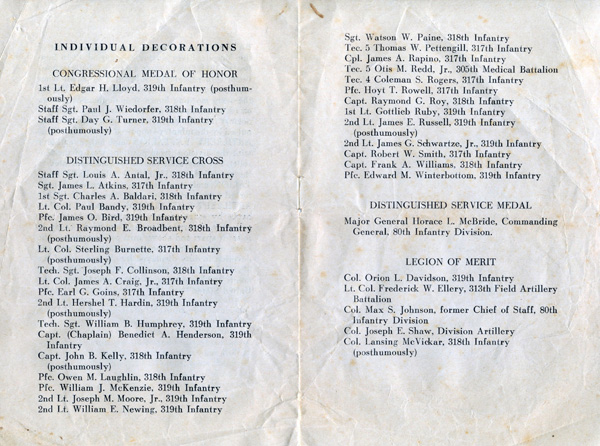 INDIVIDUAL DECORATIONS
CONGRESSIONAL MEDAL OF HONOR
1st Lt. Edgar H. Lloyd, 319th Infantry (posthum-
ously)
Staff Sgt. Paul J. Wiedorfer, 318th Infantry
Staff Sgt. Day G. Turner, 319th Infantry
(posthumously)
DISTINGUISHED SERVICE CROSS
Staff Sgt. Louis A. Antal, Jr., 318th Infantry
Sgt. James L. Atkins, 317th Infantry
1st Sgt. Charles A. Baldari, 318th Infantry
Lt. Col. Paul Bandy, 319th Infantry
Pfc. James O. Bird, 319th Infantry
2nd Lt. Raymond E. Broadbent, 318th Infantry
(posthumously)
Lt. Col. Sterling Burnette, 317th Infantry
(posthumously)
Tech. Sgt. Joseph F. Collinson, 318th Infantry
Lt. Col. James A. Craig, Jr., 317th Infantry
Pfc. Earl G. Goins, 317th Infantry
2nd Lt. Hershel T. Hardin, 319th Infantry
(posthumously)
Tech. Sgt. William B. Humphrey, 319th Infantry
Capt. (Chaplain) Benedict A. Henderson, 319th
Infantry
Capt. John B. Kelly, 318th Infantry
(posthumously)
Pfc. Owen M. Laughlin, 318th Infantry
Pfc. William J. McKenzie, 319th Infantry
2nd Lt. Joseph M. Moore, Jr., 319th Infantry
2nd Lt. William E. Newing, 319th Infantry
Sgt. Watson W. Paine, 318th Infantry
Tec. 5 Thomas W. Pettengill, 317th Infantry
Cpl. James A. Rapino, 317th Infantry
Tec. 5 Otis M. Redd, Jr., 305th Medical Battalion
Tec. 4 Coleman S. Rogers, 317th Infantry
Pfc. Hoyt T. Rowell, 317th Infantry
Capt. Raymond G. Roy, 318th Infantry
1st Lt. Gottlieb Ruby, 319th Infantry
2nd Lt. James E. Russell, 319th Infantry
(posthumously)
2nd Lt. James G. Schwartze, Jr., 319th Infantry
Capt. Robert W. Smith, 317th Infantry
Capt. Frank A. Williams, 318th Infantry
Pfc. Edward M. Winterbottom, 319th Infantry
DISTINGUISHED SERVICE MEDAL
Major General Horace L. McBride, Commanding
General, 80th Infantry Division.
LEGION OF MERIT
Col. Orion L. Davidson, 319th Infantry
Lt. Col. Frederick W. Ellery, 313th Field Artillery
Battalion
Col. Max S. Johnson, former Chief of Staff, 80th
Infantry Division
Col. Joseph E. Shaw, Division Artillery
Col. Lansing McVickar, 318th Infantry
(posthumously)